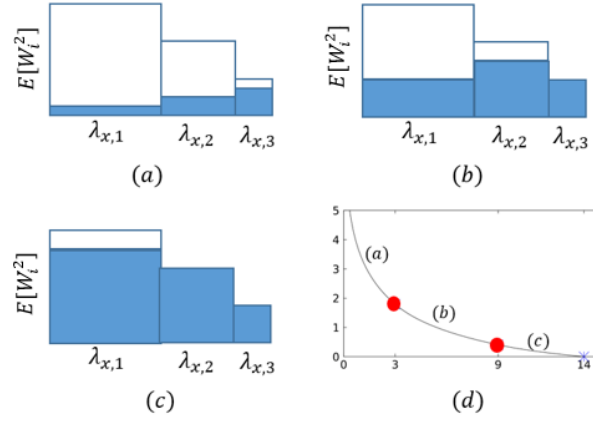 E[W_i^2]
λ_{x,1} λ_{x,2} λ_{x,3}
(a)
E[W_i^2]
λ_{x,1} λ_{x,2} λ_{x,3}
(b)
E[W_i^2]
λ_{x,1} λ_{x,2} λ_{x,3}
(c)
5
4
3
2
1
0
(a)
(b)
(c)
0 3 9 14
(d)